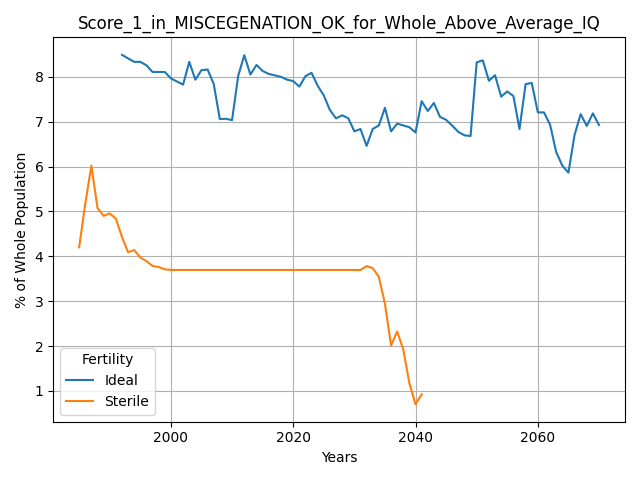 Score_1_in_MISCEGENATION_OK_for_Whole_Above_Average_IQ
8
7
6
5
4
3
2
1
% of Whole Population
Fertility
Ideal
Sterile
2000 2020 2040 2060
Years